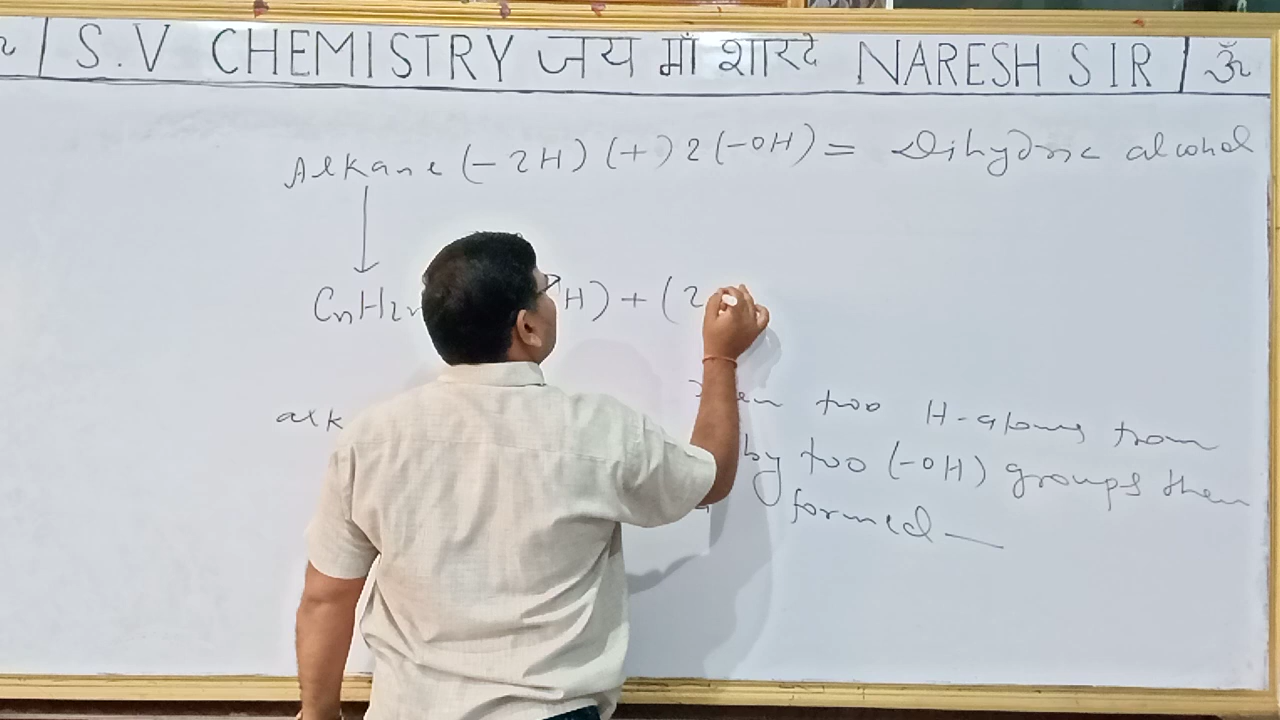 S.V CHEMISTRY जय माँ शारदे NARESH SIR | ॐ
Alkane (-2H) (+) 2(-OH) = Dihydric alcohol
CnH2n H) + (2
alk two H-atoms from
by two (-OH) groups then
formed —